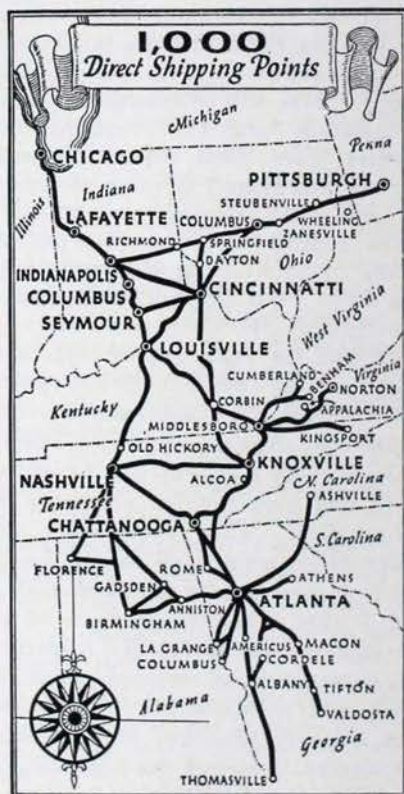 1,000
Direct Shipping Points
Michigan
CHICAGO
Penna
PITTSBURGH
Indiana
Illinois
STEUBENVILLE
LAFAYETTE
COLUMBUS
WHEELING
ZANESVILLE
RICHMOND
SPRINGFIELD
DAYTON
Ohio
INDIANAPOLIS
CINCINNATTI
COLUMBUS
SEYMOUR
West Virginia
LOUISVILLE
CUMBERLAND
BENHAM
Virginia
NORTON
Kentucky
CORBIN
APPALACHIA
MIDDLESBORO
KINGSPORT
OLD HICKORY
KNOXVILLE
NASHVILLE
ALCOA
N. Carolina
Tennessee
ASHVILLE
CHATTANOOGA
S. Carolina
FLORENCE
ROME
ATHENS
GADSDEN
ANNISTON
ATLANTA
BIRMINGHAM
LA GRANGE
AMERICUS
MACON
COLUMBUS
CORDELE
ALBANY
TIFTON
Alabama
VALDOSTA
Georgia
THOMASVILLE